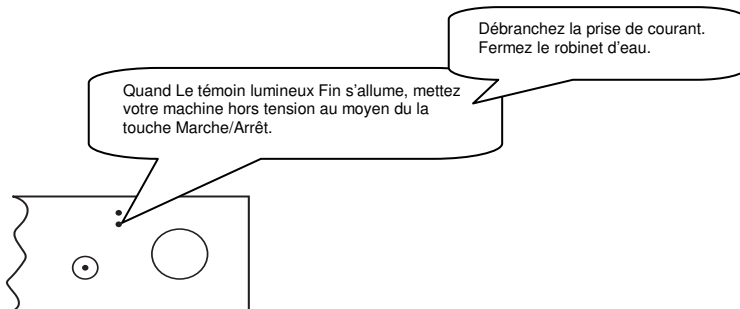 Débranchez la prise de courant.
Fermez le robinet d'eau.
Quand Le témoin lumineux Fin s'allume, mettez
votre machine hors tension au moyen du la
touche Marche/Arrêt.